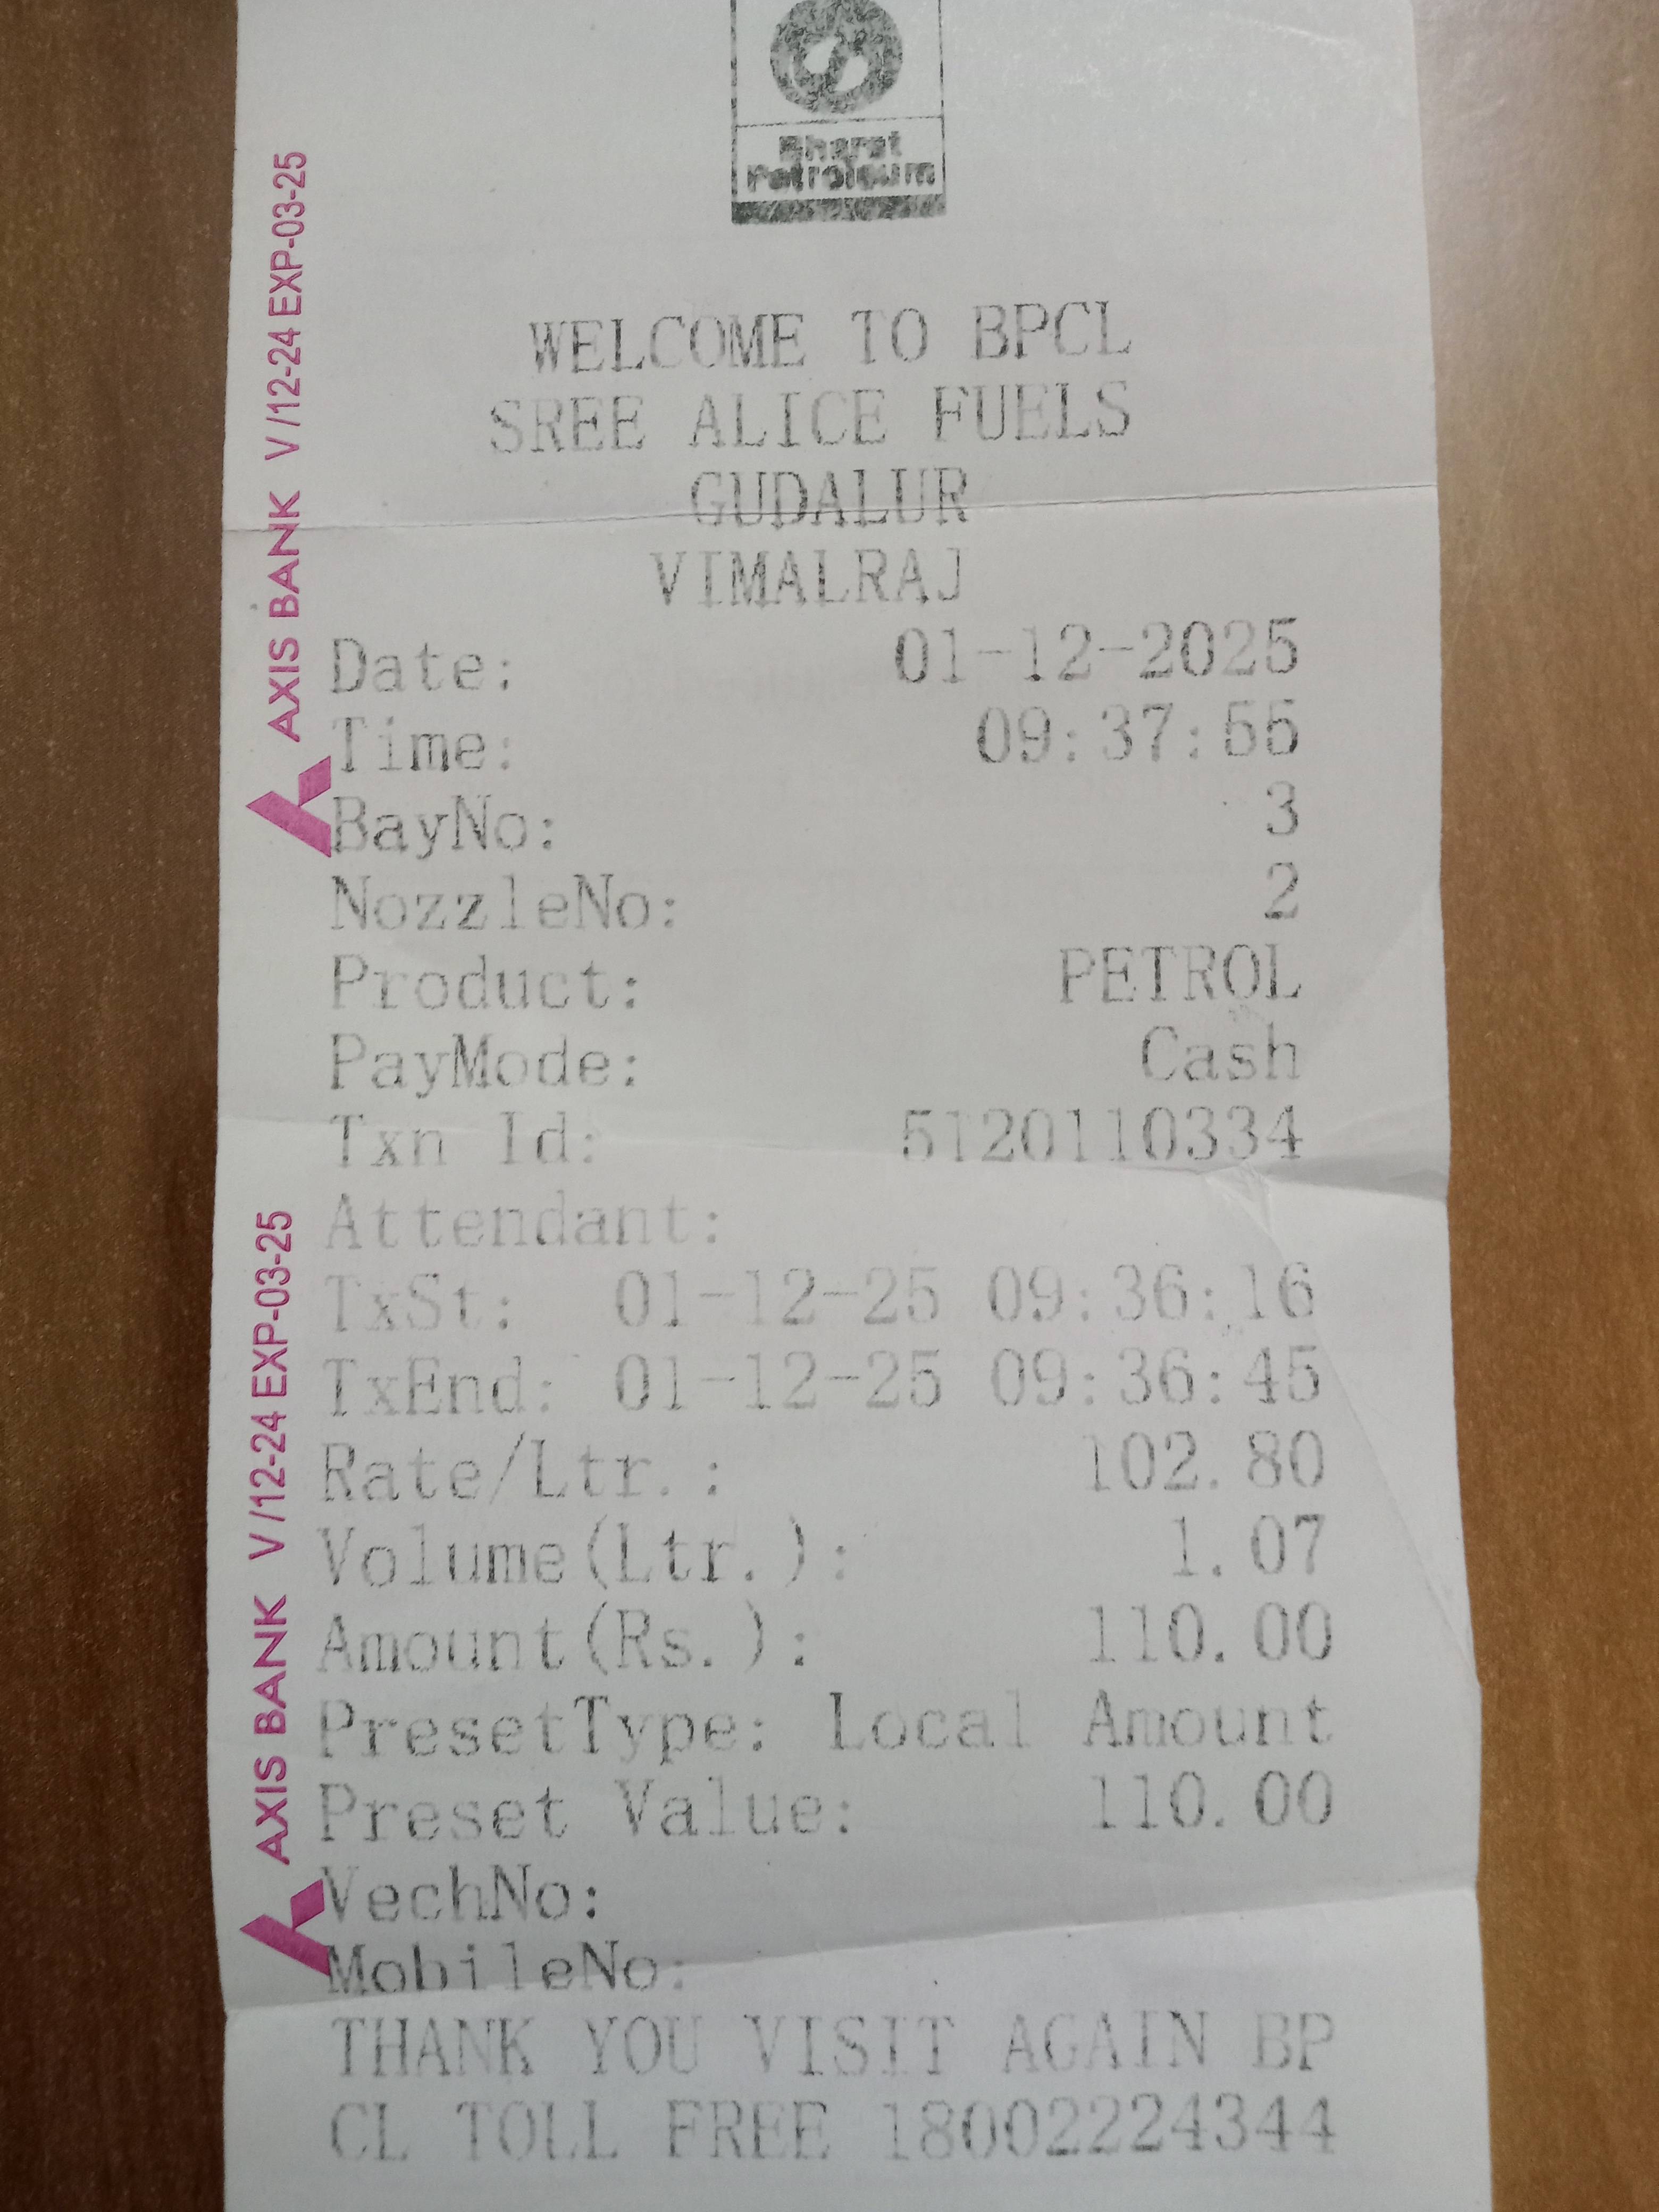 Bharat
Petroleum
WELCOME TO BPCL
SREE ALICE FUELS
GUDALUR
VIMALRAJ
Date: 01-12-2025
Time: 09:37:55
BayNo: 3
NozzleNo: 2
Product: PETROL
PayMode: Cash
Txn Id: 5120110334
Attendant:
TxSt: 01-12-25 09:36:16
TxEnd: 01-12-25 09:36:45
Rate/Ltr.: 102.80
Volume(Ltr.): 1.07
Amount(Rs.): 110.00
PresetType: Local Amount
Preset Value: 110.00
VechNo:
MobileNo:
THANK YOU VISIT AGAIN BP
CL TOLL FREE 18002224344
AXIS BANK V/12-24 EXP-03-25
AXIS BANK V/12-24 EXP-03-25